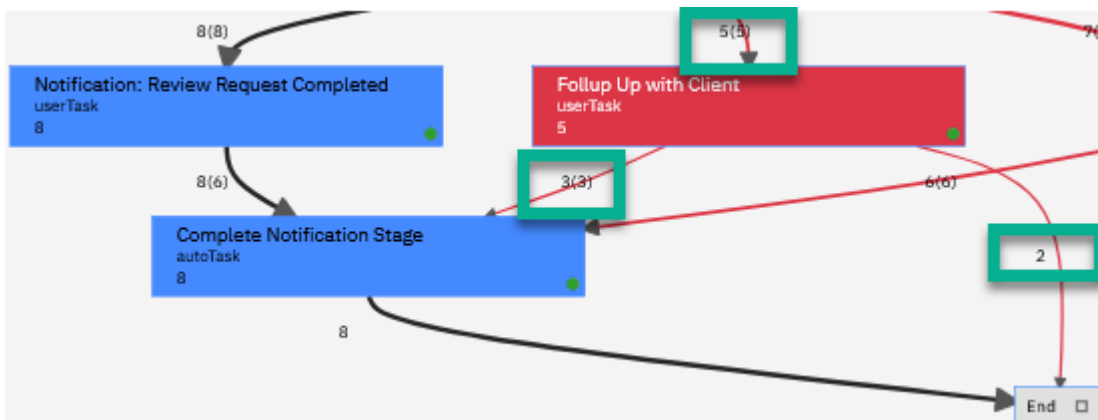 8(8)
5(5)
7(
Notification: Review Request Completed
userTask
8
Follup Up with Client
userTask
5
8(6)
3(3)
6(6)
Complete Notification Stage
autoTask
8
2
8
End